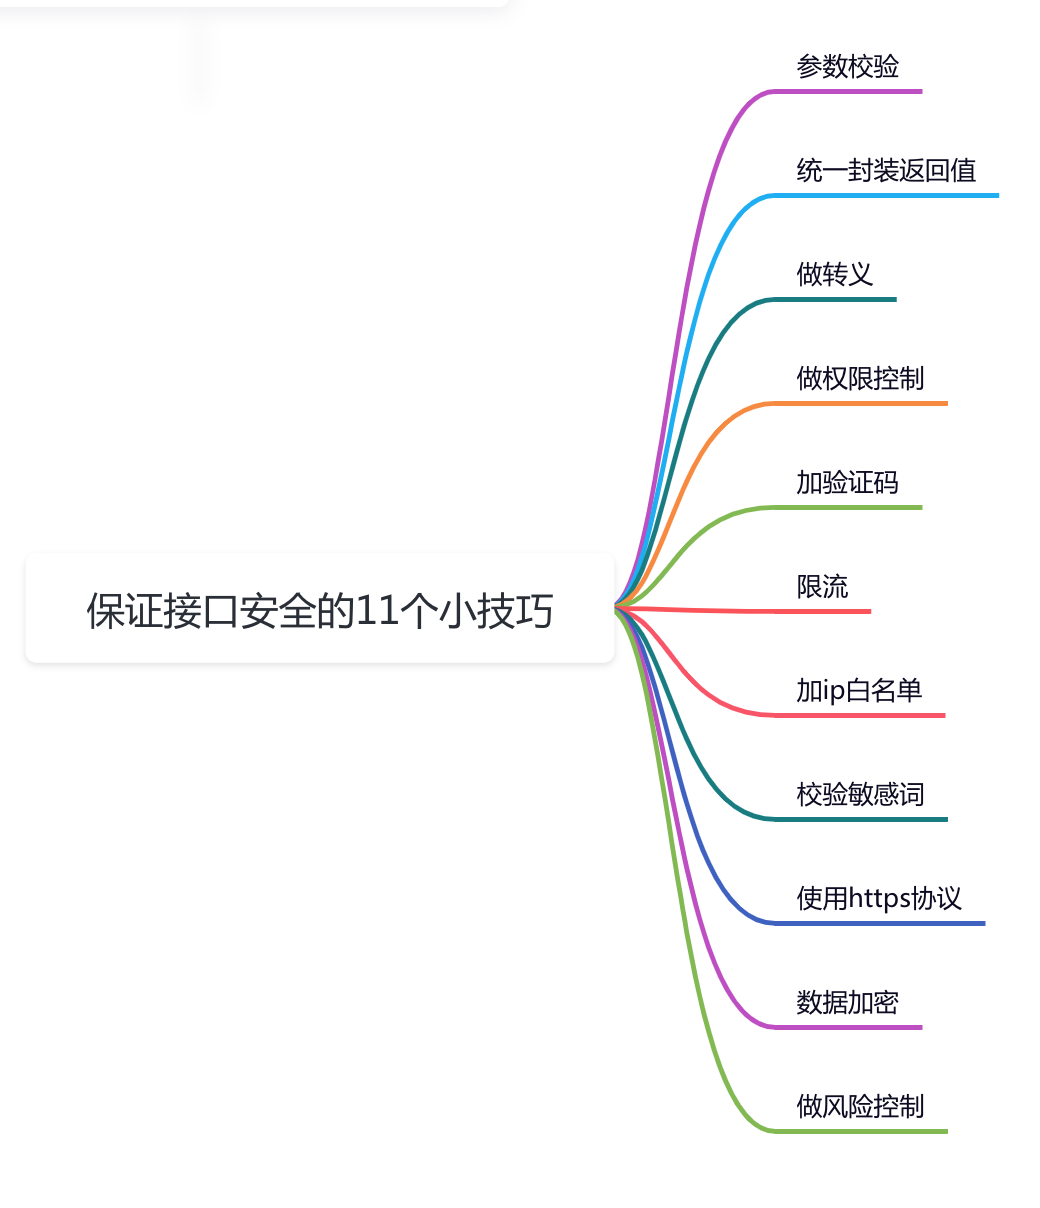 参数校验
统一封装返回值
做转义
做权限控制
加验证码
限流
保证接口安全的11个小技巧
加ip白名单
校验敏感词
使用https协议
数据加密
做风险控制